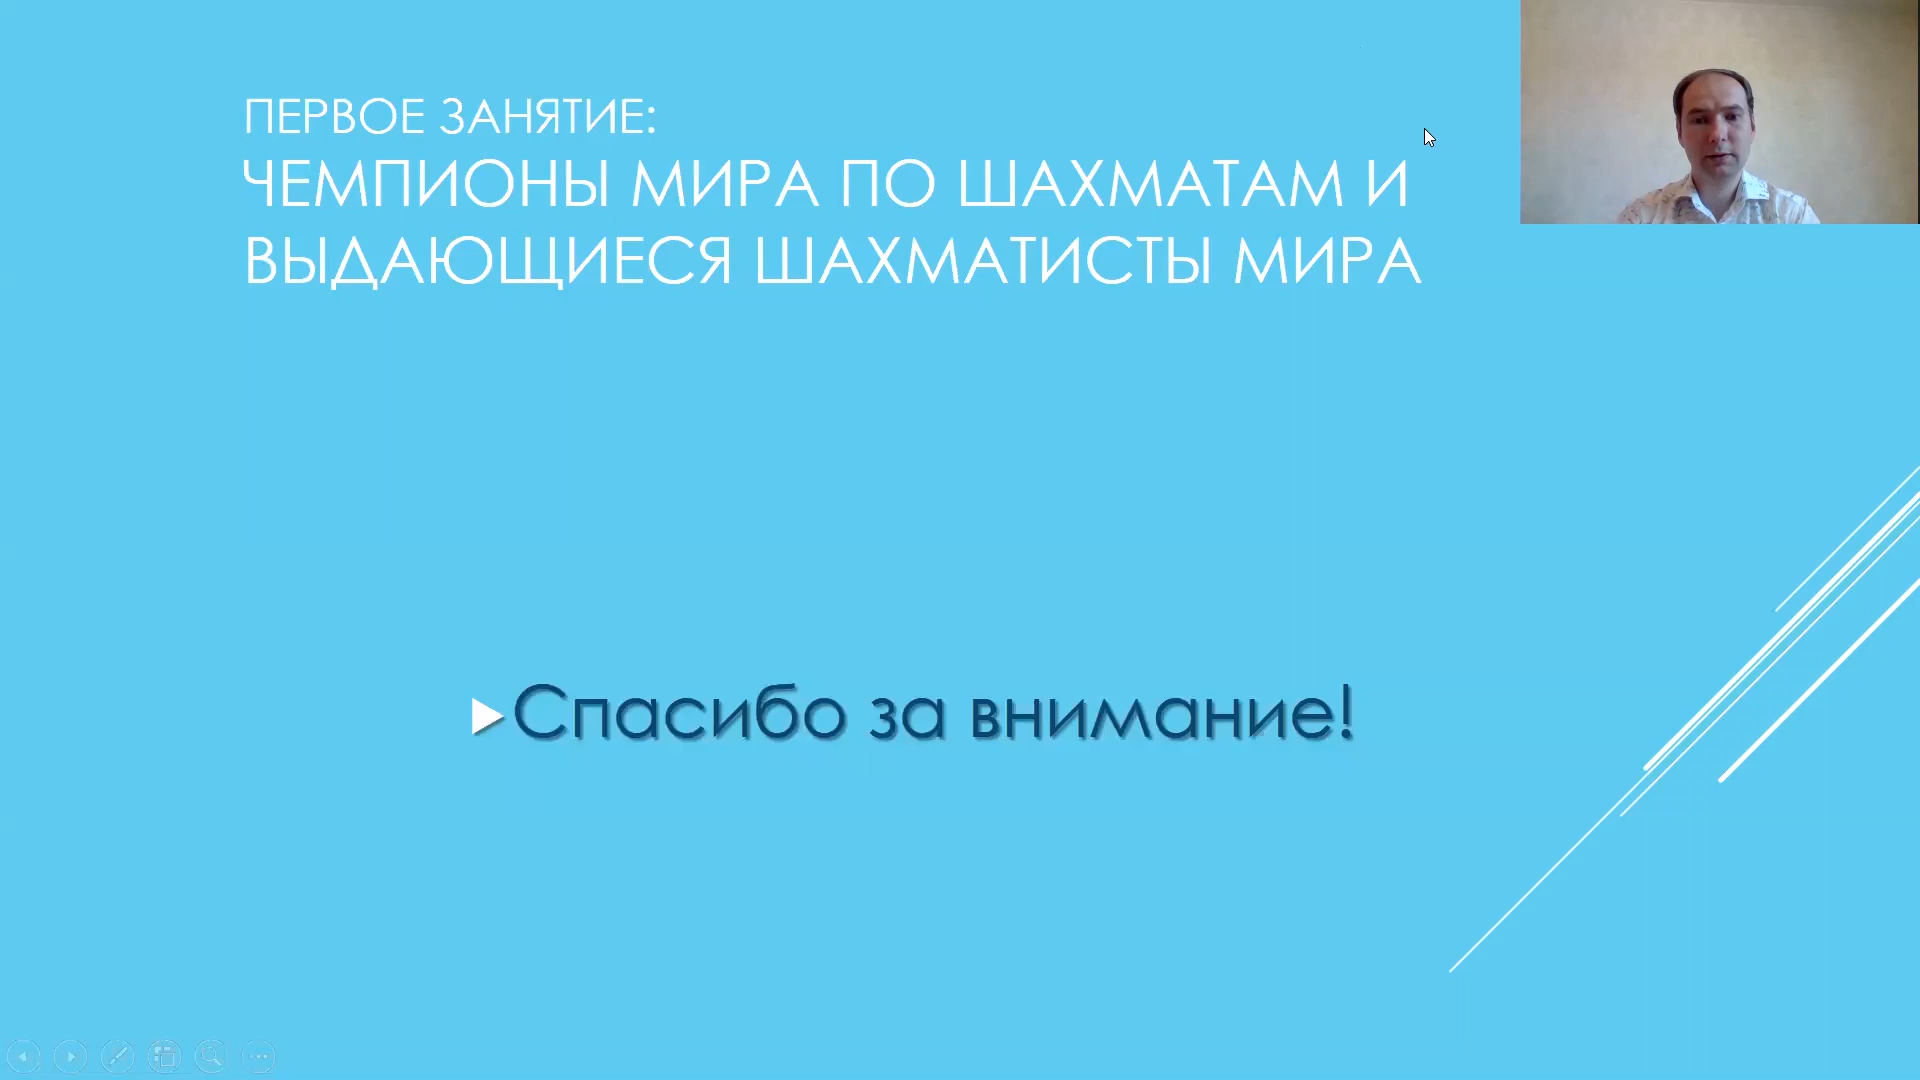 ПЕРВОЕ ЗАНЯТИЕ:
ЧЕМПИОНЫ МИРА ПО ШАХМАТАМ И
ВЫДАЮЩИЕСЯ ШАХМАТИСТЫ МИРА
Спасибо за внимание!